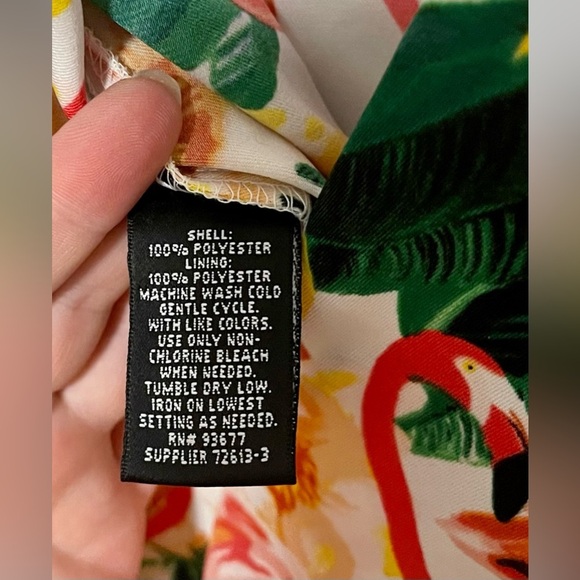 SHELL:
100% POLYESTER
LINING:
100% POLYESTER
MACHINE WASH COLD
GENTLE CYCLE.
WITH LIKE COLORS.
USE ONLY NON-
CHLORINE BLEACH
WHEN NEEDED.
TUMBLE DRY LOW.
IRON ON LOWEST
SETTING AS NEEDED.
RN# 93677
SUPPLIER 72613-3